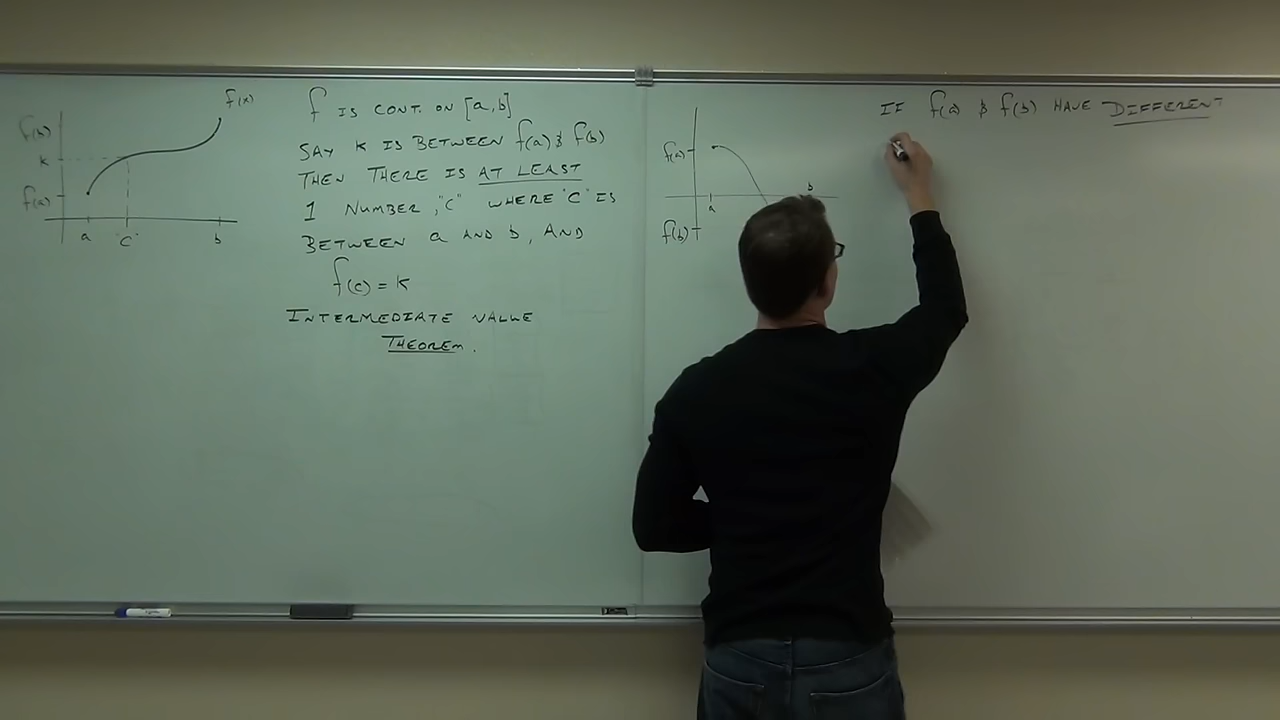 f(x)
f(b)
k
f(a)
a "C" b
f IS CONT. ON [a,b]
SAY K IS BETWEEN f(a) & f(b)
THEN THERE IS AT LEAST
1 NUMBER, "C" WHERE "C" IS
BETWEEN a AND b, AND
f(c) = K
INTERMEDIATE VALUE
THEOREM.
f(a)
a
b
f(b)
IF f(a) & f(b) HAVE DIFFERENT